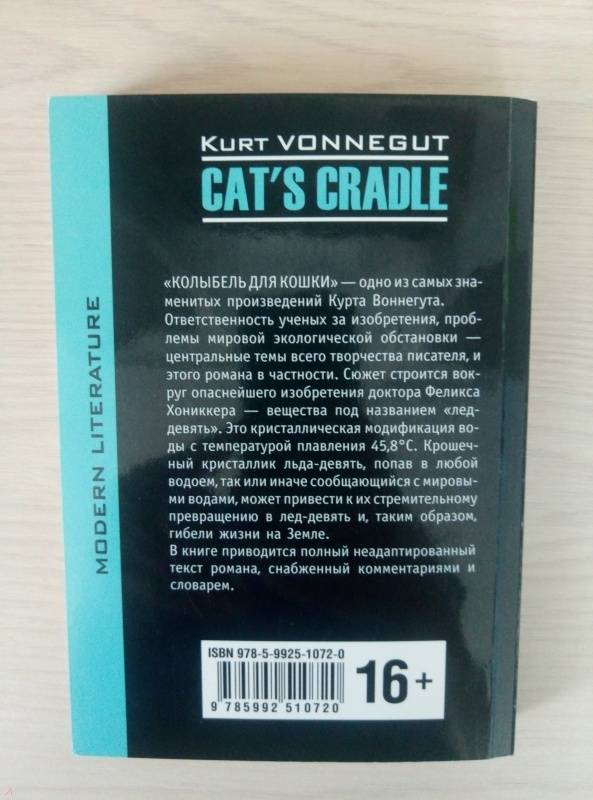 KURT VONNEGUT
CAT'S CRADLE
MODERN LITERATURE
«КОЛЫБЕЛЬ ДЛЯ КОШКИ» — одно из самых зна-
менитых произведений Курта Воннегута.
Ответственность ученых за изобретения, проб-
лемы мировой экологической обстановки —
центральные темы всего творчества писателя, и
этого романа в частности. Сюжет строится вок-
руг опаснейшего изобретения доктора Феликса
Хониккера — вещества под названием «лед-
девять». Это кристаллическая модификация во-
ды с температурой плавления 45,8°С. Крошеч-
ный кристаллик льда-девять, попав в любой
водоем, так или иначе сообщающийся с мировы-
ми водами, может привести к их стремительному
превращению в лед-девять и, таким образом,
гибели жизни на Земле.
В книге приводится полный неадаптированный
текст романа, снабженный комментариями и
словарем.
ISBN 978-5-9925-1072-0
16+
9 785992 510720